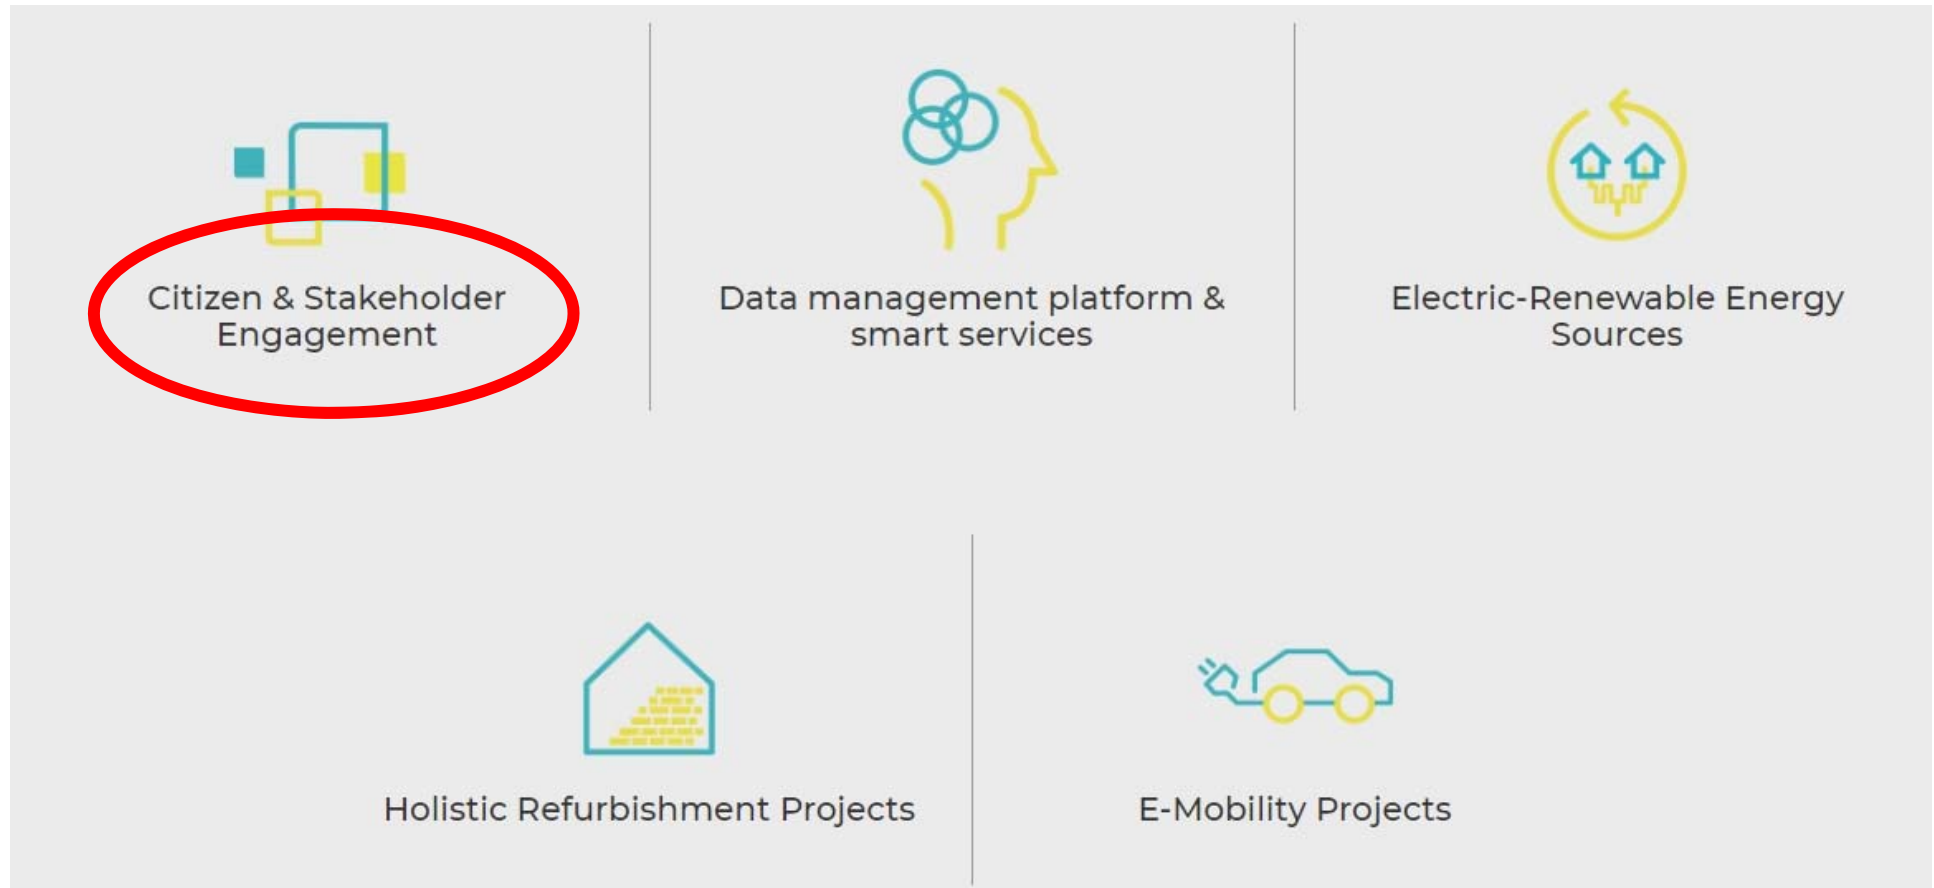 Citizen & Stakeholder
Engagement
Data management platform &
smart services
Electric-Renewable Energy
Sources
Holistic Refurbishment Projects
E-Mobility Projects